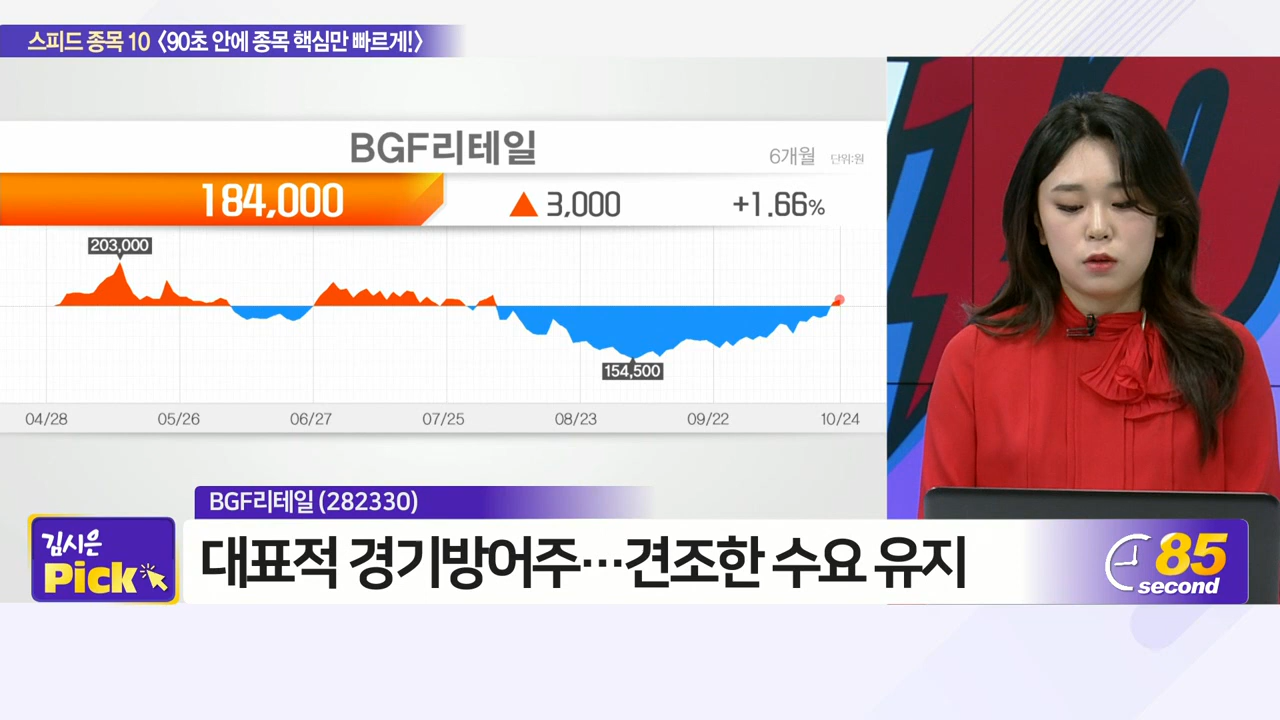 스피드 종목 10 〈90초 안에 종목 핵심만 빠르게!〉
BGF리테일
6개월 단위:원
184,000 ▲ 3,000 +1.66%
203,000
154,500
04/28 05/26 06/27 07/25 08/23 09/22 10/24
10
BGF리테일 (282330)
김시은
Pick
대표적 경기방어주…견조한 수요 유지
85
second